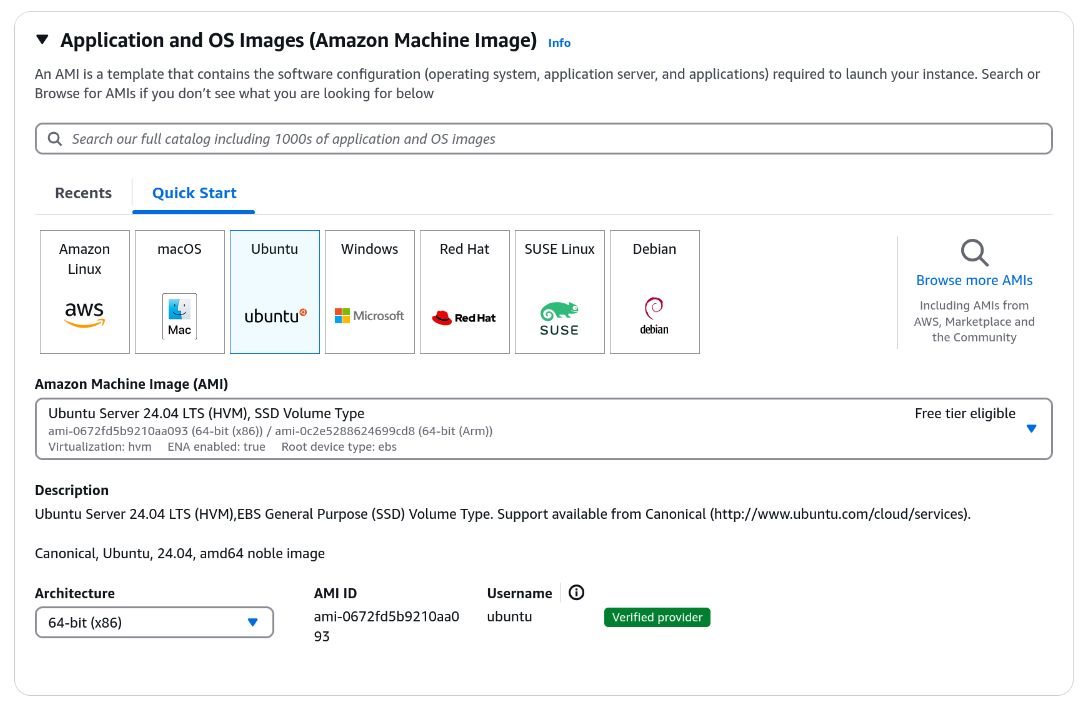 Application and OS Images (Amazon Machine Image) Info
An AMI is a template that contains the software configuration (operating system, application server, and applications) required to launch your instance. Search or
Browse for AMIs if you don’t see what you are looking for below
Search our full catalog including 1000s of application and OS images
Recents
Quick Start
Amazon
Linux
aws
macOS
Mac
Ubuntu
ubuntu
Windows
Microsoft
Red Hat
Red Hat
SUSE Linux
SUSE
Debian
debian
Browse more AMIs
Including AMIs from
AWS, Marketplace and
the Community
Amazon Machine Image (AMI)
Ubuntu Server 24.04 LTS (HVM), SSD Volume Type
Free tier eligible
ami-0672fd5b9210aa093 (64-bit (x86)) / ami-0c2e5288624699cd8 (64-bit (Arm))
Virtualization: hvm ENA enabled: true Root device type: ebs
Description
Ubuntu Server 24.04 LTS (HVM),EBS General Purpose (SSD) Volume Type. Support available from Canonical (http://www.ubuntu.com/cloud/services).
Canonical, Ubuntu, 24.04, amd64 noble image
Architecture
64-bit (x86)
AMI ID
ami-0672fd5b9210aa0
93
Username
ubuntu
Verified provider